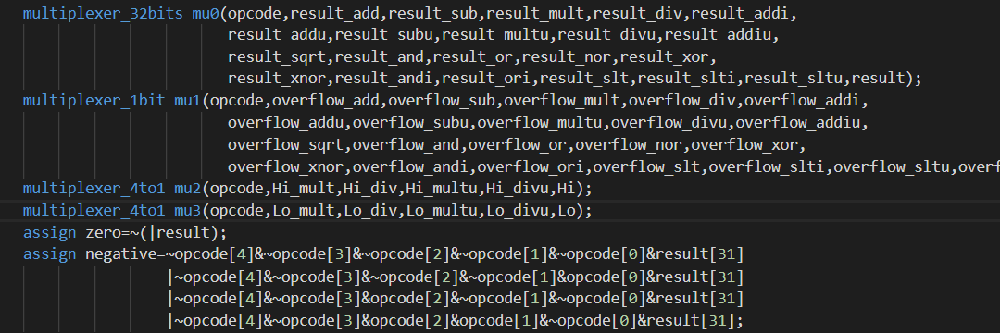 multiplexer_32bits mu0(opcode,result_add,result_sub,result_mult,result_div,result_addi,
result_addu,result_subu,result_multu,result_divu,result_addiu,
result_sqrt,result_and,result_or,result_nor,result_xor,
result_xnor,result_andi,result_ori,result_slt,result_slti,result_sltu,result);
multiplexer_1bit mu1(opcode,overflow_add,overflow_sub,overflow_mult,overflow_div,overflow_addi,
overflow_addu,overflow_subu,overflow_multu,overflow_divu,overflow_addiu,
overflow_sqrt,overflow_and,overflow_or,overflow_nor,overflow_xor,
overflow_xnor,overflow_andi,overflow_ori,overflow_slt,overflow_slti,overflow_sltu,overf
multiplexer_4to1 mu2(opcode,Hi_mult,Hi_div,Hi_multu,Hi_divu,Hi);
multiplexer_4to1 mu3(opcode,Lo_mult,Lo_div,Lo_multu,Lo_divu,Lo);
assign zero=~(|result);
assign negative=~opcode[4]&~opcode[3]&~opcode[2]&~opcode[1]&~opcode[0]&result[31]
|~opcode[4]&~opcode[3]&~opcode[2]&~opcode[1]&opcode[0]&result[31]
|~opcode[4]&~opcode[3]&opcode[2]&~opcode[1]&~opcode[0]&result[31]
|~opcode[4]&~opcode[3]&opcode[2]&opcode[1]&~opcode[0]&result[31];